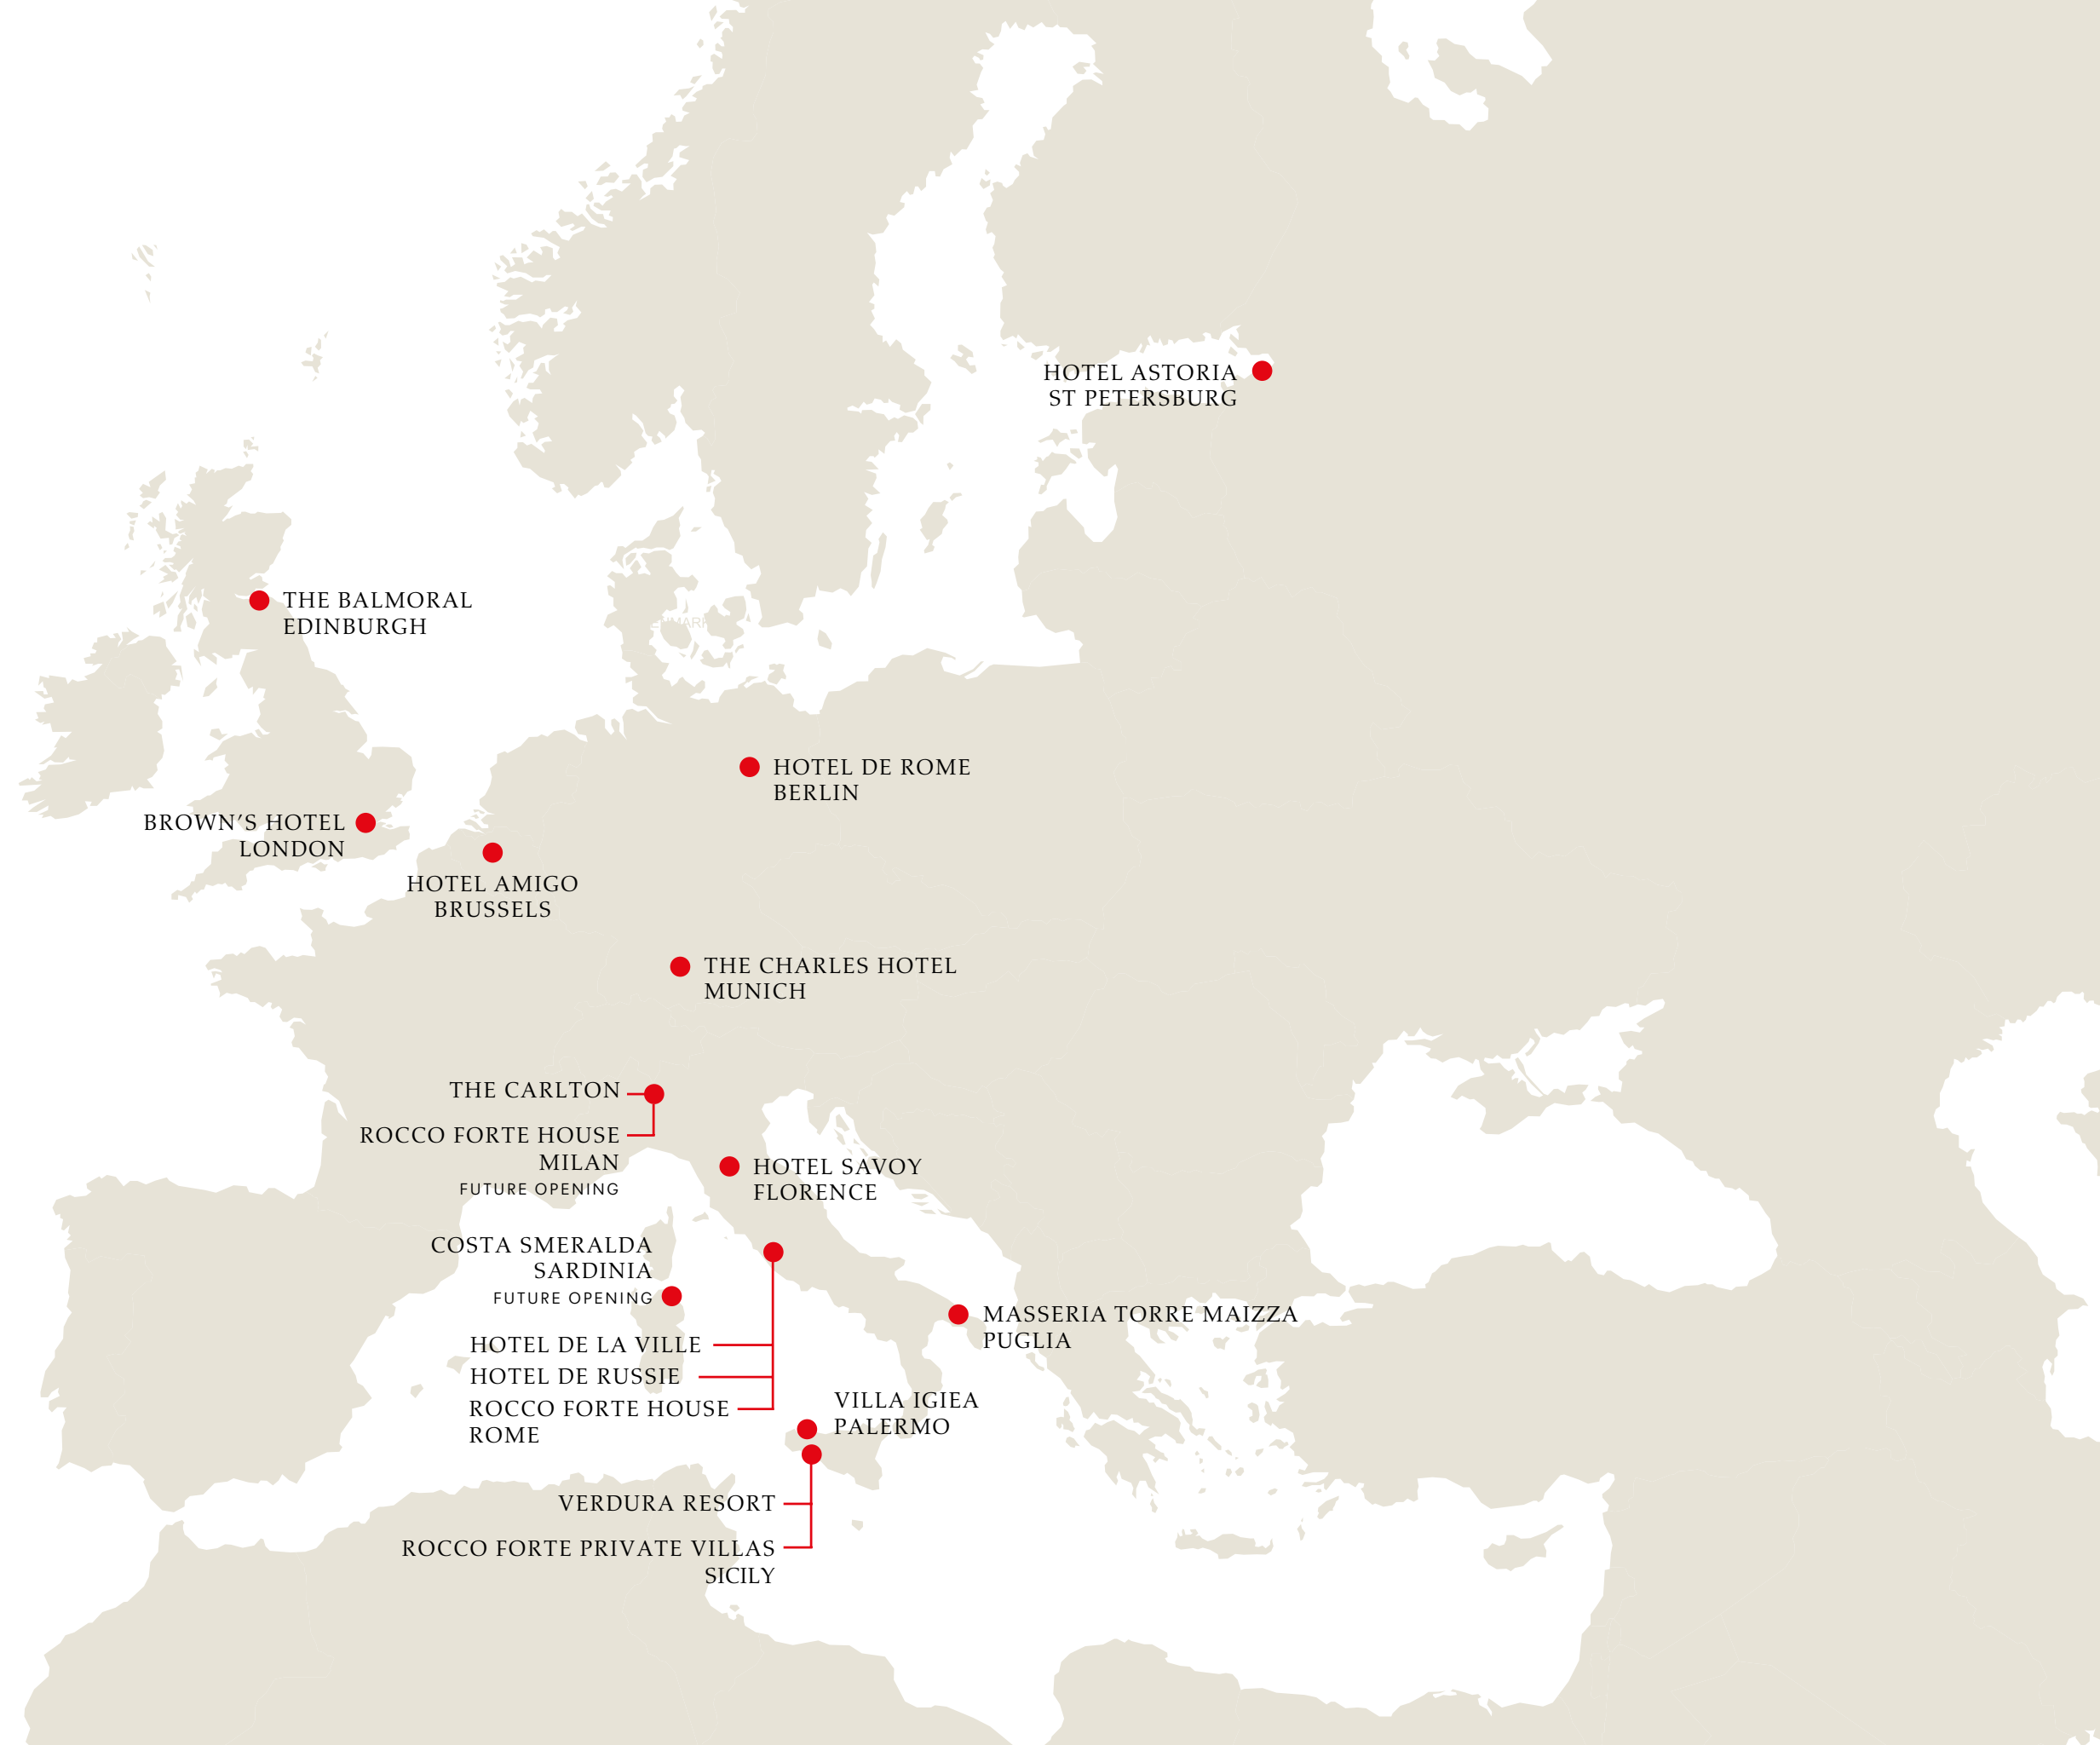 HOTEL ASTORIA
ST PETERSBURG
THE BALMORAL
EDINBURGH
HOTEL DE ROME
BERLIN
BROWN’S HOTEL
LONDON
HOTEL AMIGO
BRUSSELS
THE CHARLES HOTEL
MUNICH
THE CARLTON
ROCCO FORTE HOUSE
MILAN
FUTURE OPENING
HOTEL SAVOY
FLORENCE
COSTA SMERALDA
SARDINIA
FUTURE OPENING
MASSERIA TORRE MAIZZA
PUGLIA
HOTEL DE LA VILLE
HOTEL DE RUSSIE
ROCCO FORTE HOUSE
ROME
VILLA IGIEA
PALERMO
VERDURA RESORT
ROCCO FORTE PRIVATE VILLAS
SICILY